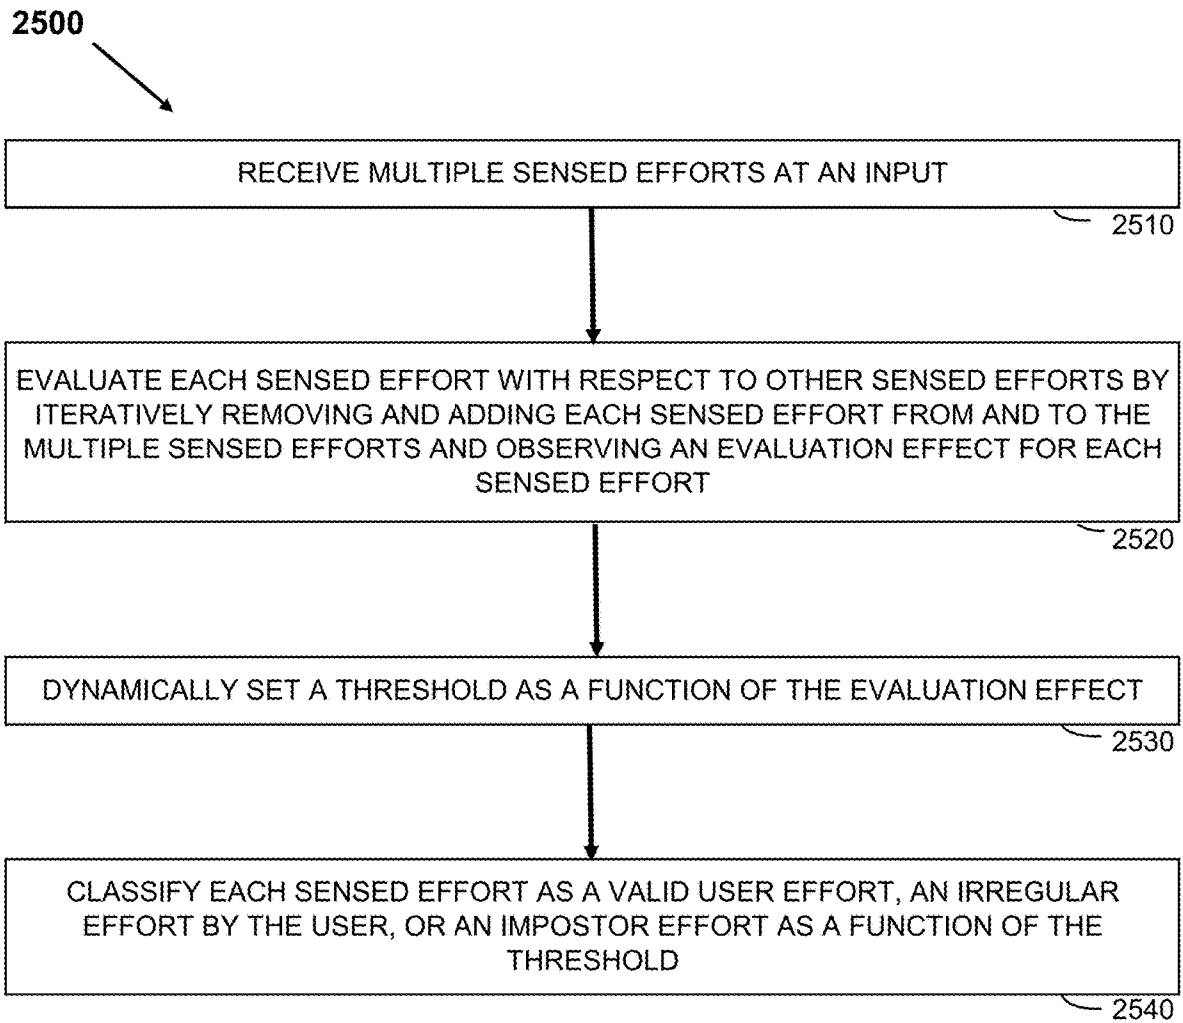 2500
RECEIVE MULTIPLE SENSED EFFORTS AT AN INPUT
2510
EVALUATE EACH SENSED EFFORT WITH RESPECT TO OTHER SENSED EFFORTS BY
ITERATIVELY REMOVING AND ADDING EACH SENSED EFFORT FROM AND TO THE
MULTIPLE SENSED EFFORTS AND OBSERVING AN EVALUATION EFFECT FOR EACH
SENSED EFFORT
2520
DYNAMICALLY SET A THRESHOLD AS A FUNCTION OF THE EVALUATION EFFECT
2530
CLASSIFY EACH SENSED EFFORT AS A VALID USER EFFORT, AN IRREGULAR
EFFORT BY THE USER, OR AN IMPOSTOR EFFORT AS A FUNCTION OF THE
THRESHOLD
2540